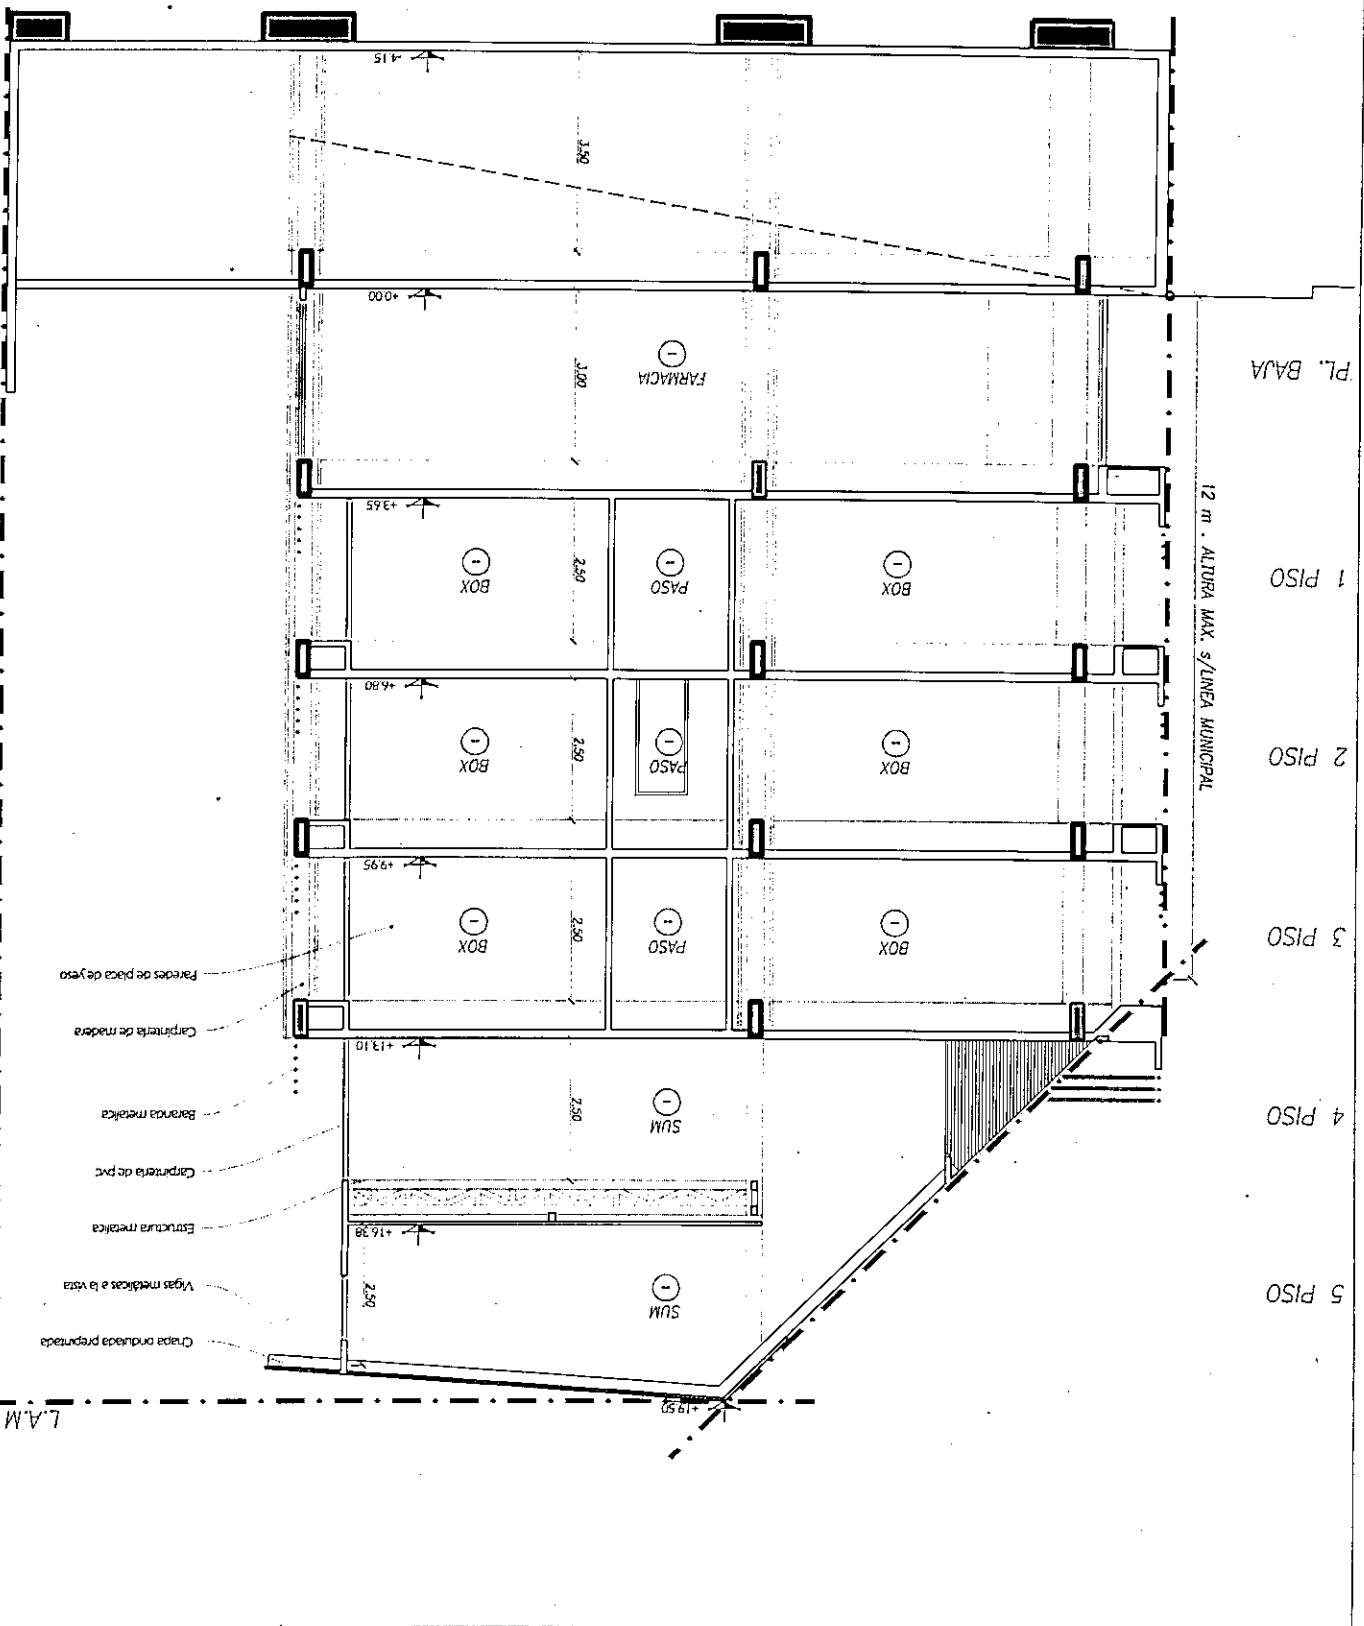 L.A.M
+19.50
Chapa ondulada prepintada
5 PISO
SUM
2.50
Vigas metálicas a la vista
+16.38
Estructura metalica
Carpinteria de pvc
4 PISO
SUM
2.50
Baranda metalica
+13.10
Carpinteria de madera
Paredes de placa de yeso
3 PISO
BOX
PASO
2.50
BOX
+9.95
12 m . ALTURA MAX. s/LINEA MUNICIPAL
2 PISO
BOX
PASO
2.50
BOX
+6.80
1 PISO
BOX
PASO
2.50
BOX
+3.65
PL. BAJA
FARMACIA
3.00
+0.00
3.50
-4.15